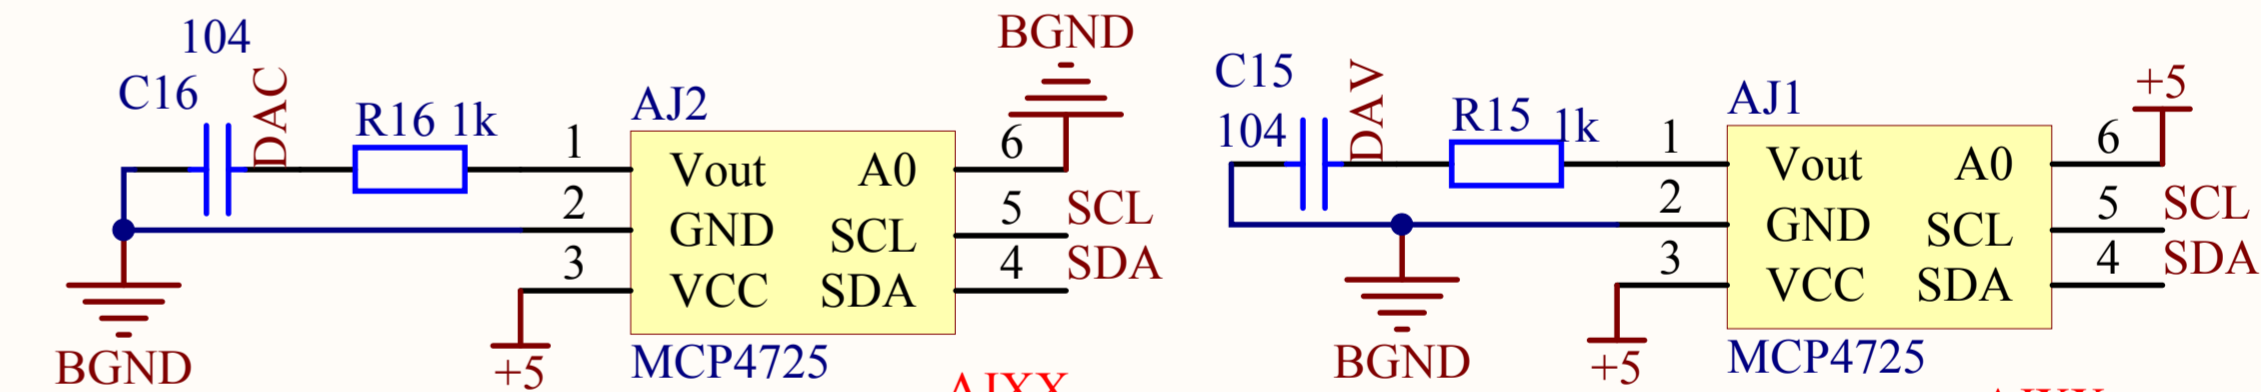 104
C16
DAC
R16 1k
BGND
+5
AJ2
1
2
3
Vout
GND
VCC
A0
SCL
SDA
6
5
4
BGND
SCL
SDA
MCP4725
C15
104
DAV
R15 1k
BGND
+5
AJ1
1
2
3
Vout
GND
VCC
A0
SCL
SDA
6
5
4
+5
SCL
SDA
MCP4725